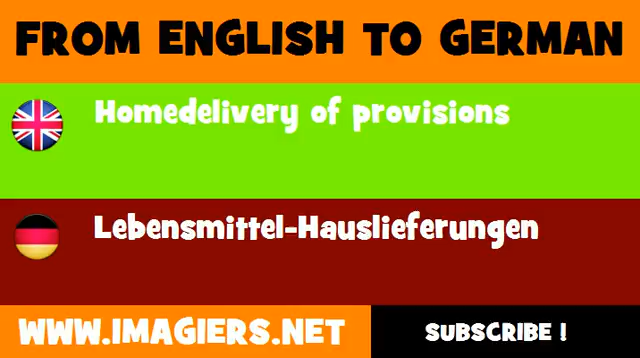 FROM ENGLISH TO GERMAN
Homedelivery of provisions
Lebensmittel-Hauslieferungen
WWW.IMAGIERS.NET
SUBSCRIBE !